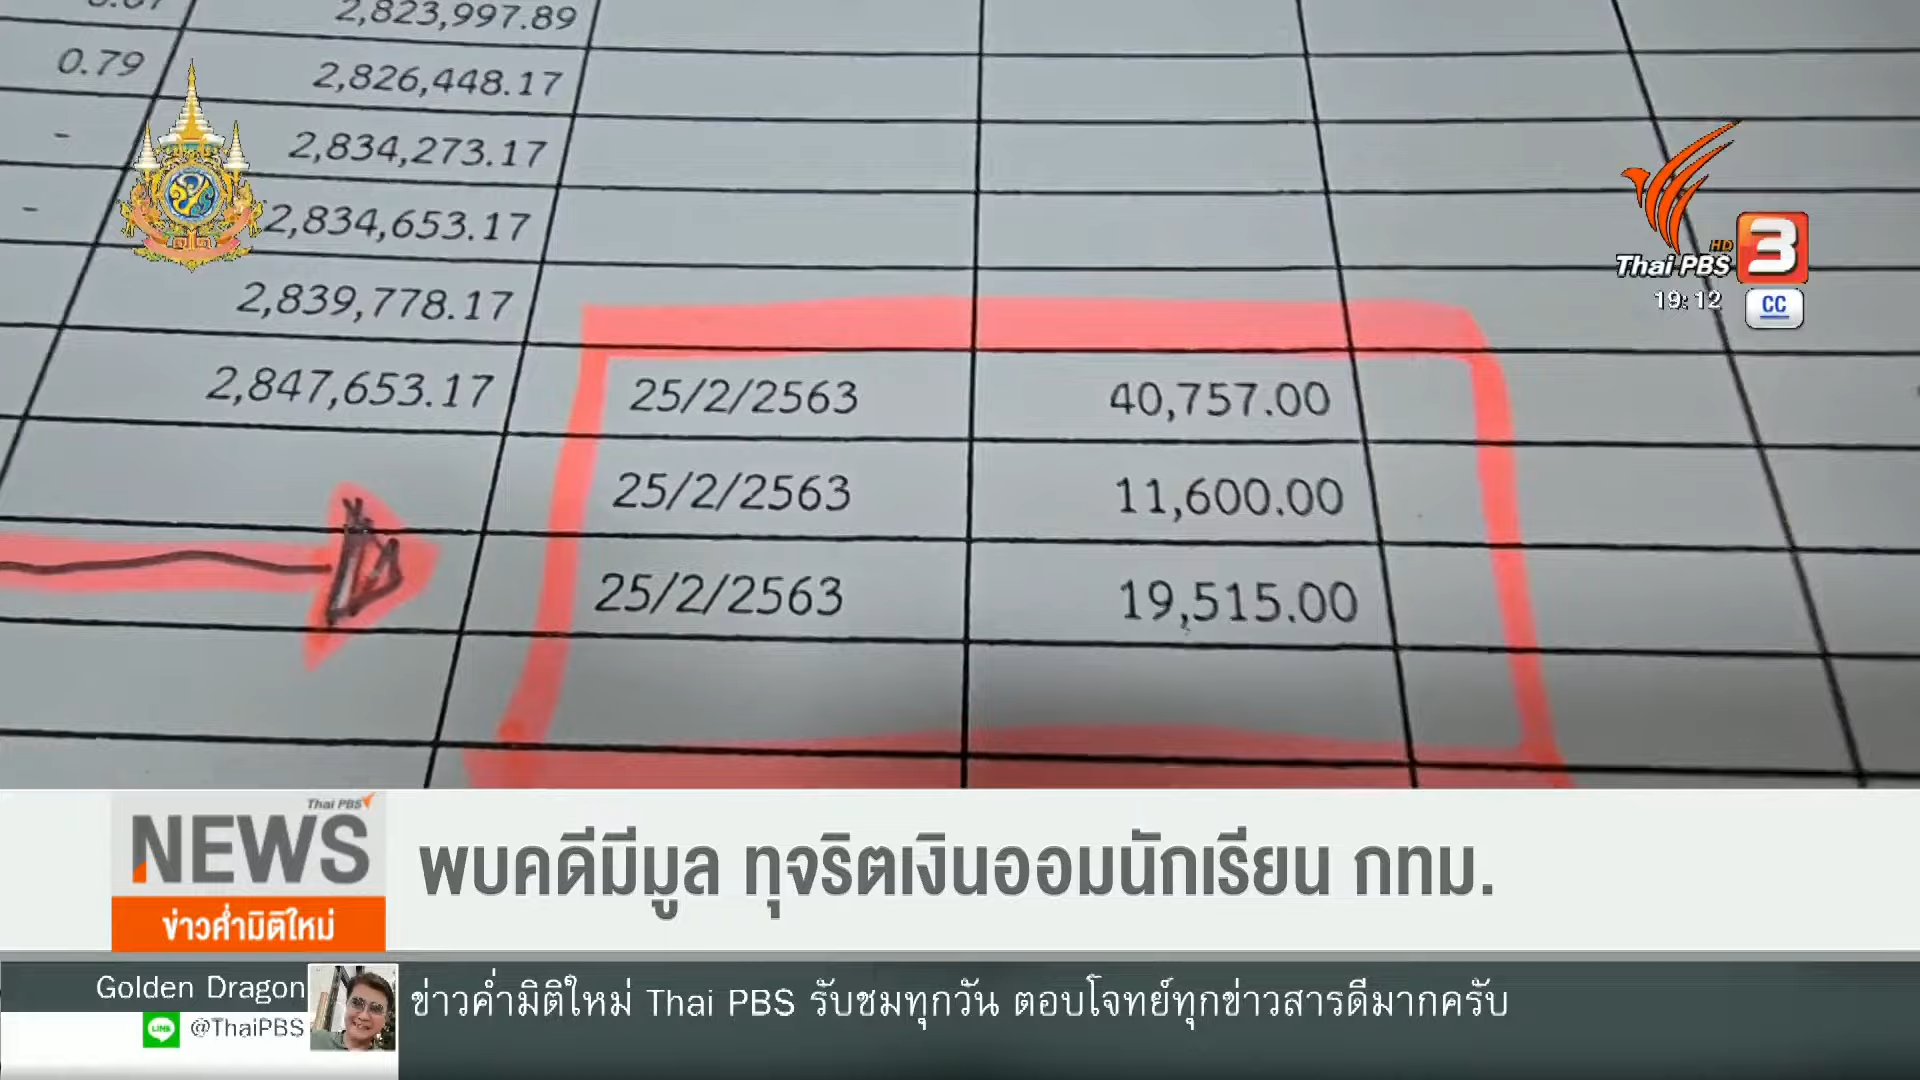 2,823,997.89
0.79 2,826,448.17
- 2,834,273.17
- 2,834,653.17
2,839,778.17
2,847,653.17 25/2/2563 40,757.00
25/2/2563 11,600.00
25/2/2563 19,515.00
HD
Thai PBS 3
19:12 CC
Thai PBS
NEWS
ข่าวค่ำมิติใหม่
พบคดีมีมูล ทุจริตเงินออมนักเรียน กทม.
Golden Dragon
LINE @ThaiPBS
ข่าวค่ำมิติใหม่ Thai PBS รับชมทุกวัน ตอบโจทย์ทุกข่าวสารดีมากครับ